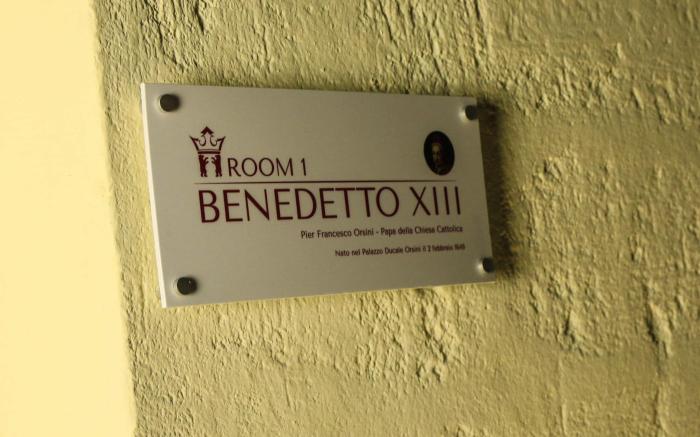 ROOM 1
BENEDETTO XIII
Pier Francesco Orsini - Papa della Chiesa Cattolica
Nato nel Palazzo Ducale Orsini il 2 febbraio 1649